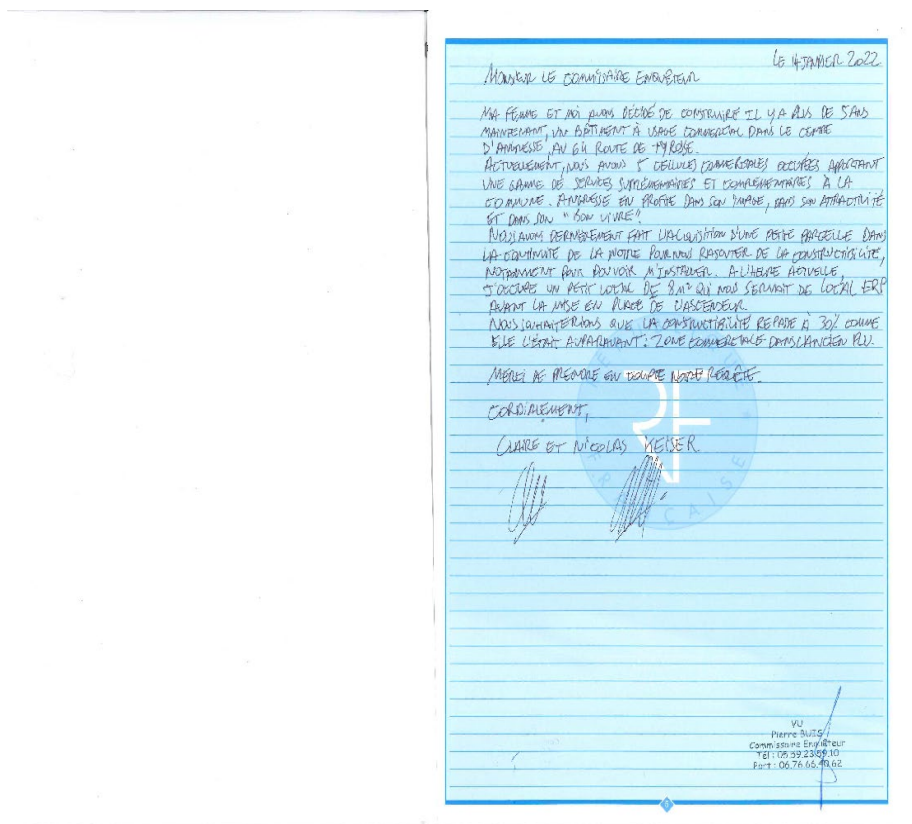 LE 14 JANVIER 2022
MONSIEUR LE COMMISSAIRE ENQUÊTEUR
MA FEMME ET MOI AVONS DÉCIDÉ DE CONSTRUIRE IL Y A PLUS DE 5 ANS
MAINTENANT, UN BÂTIMENT À USAGE COMMERCIAL DANS LE CENTRE
D'ANGRESSE, AU 64 ROUTE DE TYROSSE.
ACTUELLEMENT, NOUS AVONS 5 CELLULES COMMERCIALES OCCUPÉES APPORTANT
UNE GAMME DE SERVICES SUPPLÉMENTAIRES ET COMPLÉMENTAIRES À LA
COMMUNE. ANGRESSE EN PROFITE DANS SON IMAGE, DANS SON ATTRACTIVITÉ
ET DANS SON "BON VIVRE".
NOUS AVONS DERNIÈREMENT FAIT L'ACQUISITION D'UNE PETITE PARCELLE DANS
LA CONTINUITÉ DE LA NOTRE POUR NOUS RAJOUTER DE LA CONSTRUCTIBILITÉ,
NOTAMMENT POUR POUVOIR M'INSTALLER. A L'HEURE ACTUELLE,
J'OCCUPE UN PETIT LOCAL DE 8 m² QUI NOUS SERVAIT DE LOCAL ERP
AVANT LA MISE EN PLACE DE L'ASCENSEUR.
NOUS SOUHAITERIONS QUE LA CONSTRUCTIBILITÉ REPASSE À 30% COMME
ELLE L'ÉTAIT AUPARAVANT : ZONE COMMERCIALE DANS L'ANCIEN PLU.
MERCI DE PRENDRE EN COMPTE NOTRE REQUÊTE.
CORDIALEMENT,
CLAIRE ET NICOLAS KEISER
RF
FRANÇAISE
VU
Pierre BUIS
Commissaire Enquêteur
Tél : 05.59.23.59.10
Port : 06.76.66.40.62